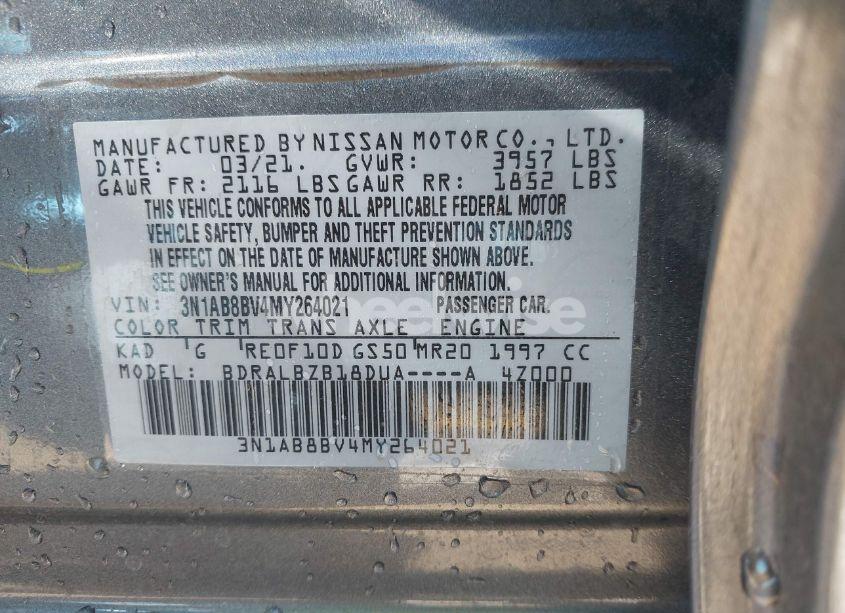 MANUFACTURED BY NISSAN MOTOR CO., LTD.
DATE: 03/21. GVWR: 3957 LBS
GAWR FR: 2116 LBS GAWR RR: 1852 LBS
THIS VEHICLE CONFORMS TO ALL APPLICABLE FEDERAL MOTOR
VEHICLE SAFETY, BUMPER AND THEFT PREVENTION STANDARDS
IN EFFECT ON THE DATE OF MANUFACTURE SHOWN ABOVE.
SEE OWNER'S MANUAL FOR ADDITIONAL INFORMATION.
VIN: 3N1AB8BV4MY264021 PASSENGER CAR.
COLOR TRIM TRANS AXLE ENGINE
KAD G RE0F10D GS50 MR20 1997 CC
MODEL: BDRALBZB18DUA----A 4Z000
3N1AB8BV4MY264021